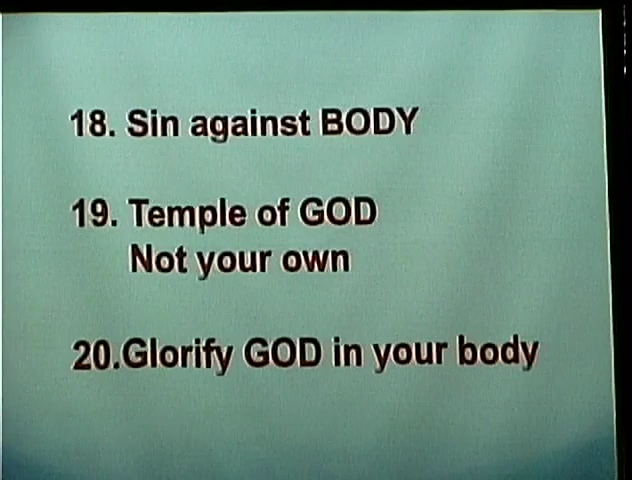 18. Sin against BODY
19. Temple of GOD
Not your own
20.Glorify GOD in your body